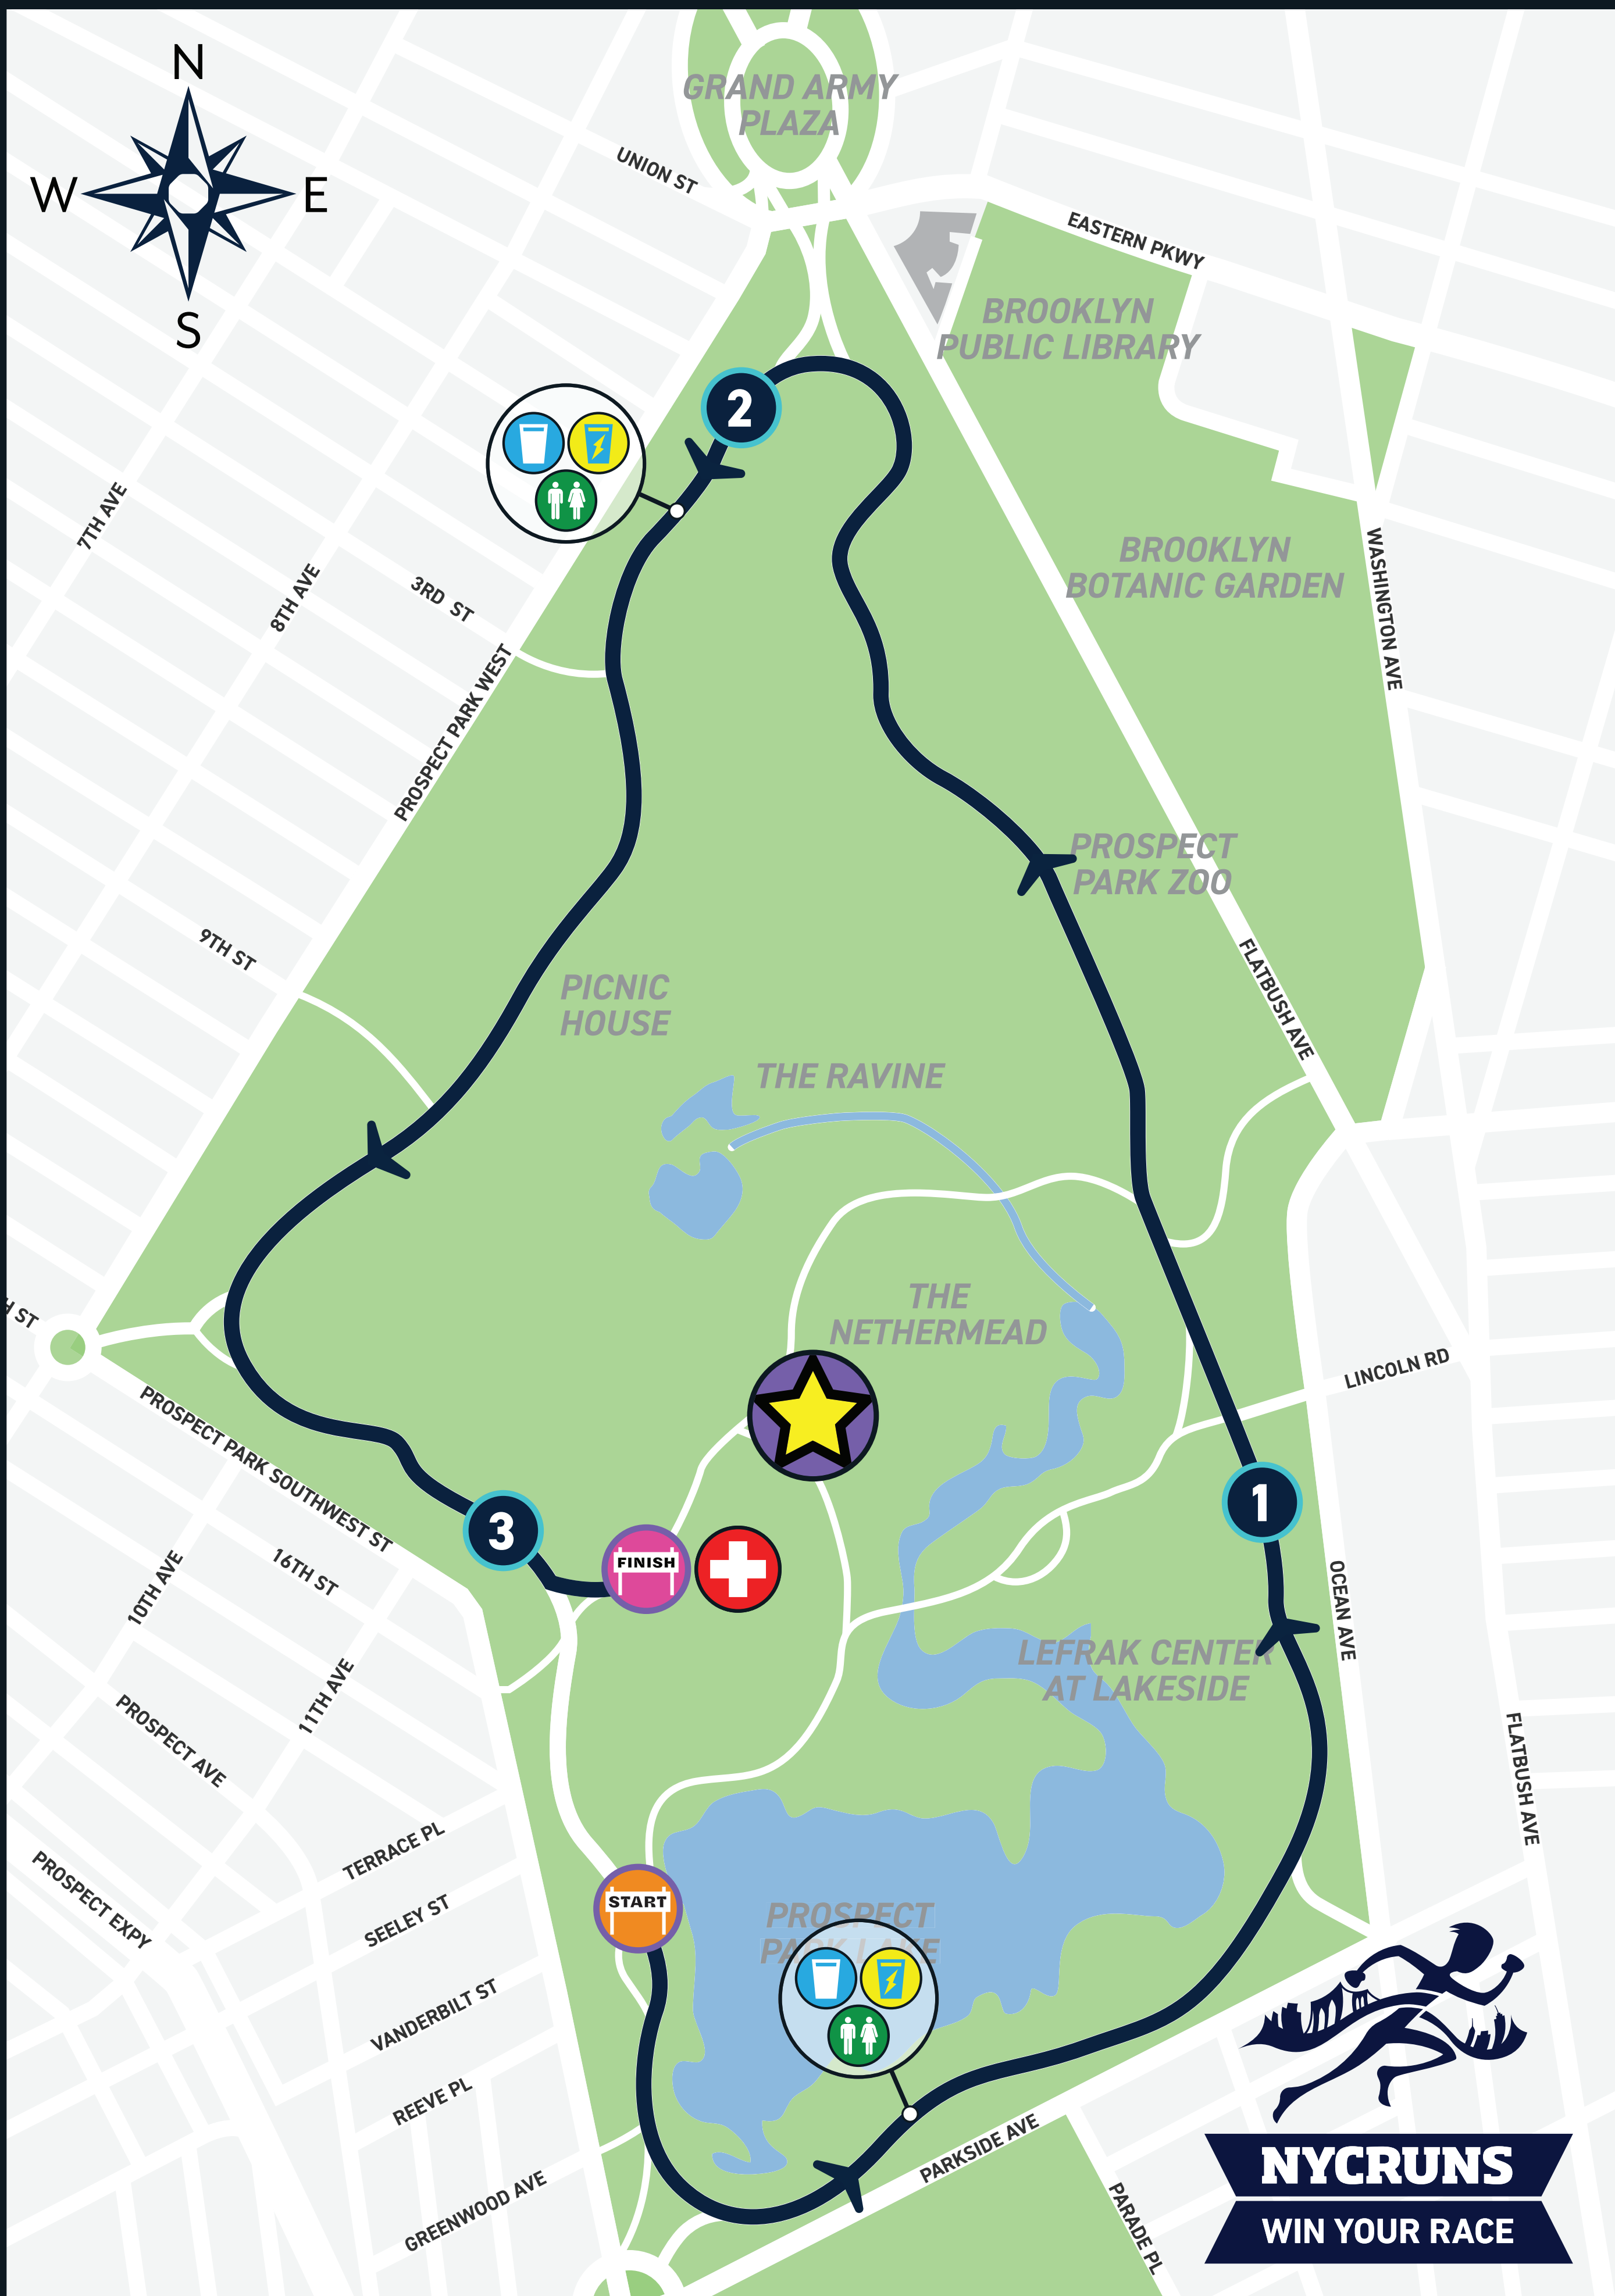 N
W
E
S
GRAND ARMY
PLAZA
UNION ST
EASTERN PKWY
BROOKLYN
PUBLIC LIBRARY
2
7TH AVE
8TH AVE
3RD ST
PROSPECT PARK WEST
BROOKLYN
BOTANIC GARDEN
WASHINGTON AVE
PROSPECT
PARK ZOO
9TH ST
FLATBUSH AVE
PICNIC
HOUSE
THE RAVINE
THE
NETHERMEAD
H ST
LINCOLN RD
PROSPECT PARK SOUTHWEST ST
1
3
FINISH
16TH ST
10TH AVE
OCEAN AVE
LEFRAK CENTER
AT LAKESIDE
11TH AVE
PROSPECT AVE
FLATBUSH AVE
TERRACE PL
PROSPECT EXPY
SEELEY ST
START
PROSPECT
PARK LAKE
VANDERBILT ST
REEVE PL
PARKSIDE AVE
GREENWOOD AVE
PARADE PL
NYCRUNS
WIN YOUR RACE